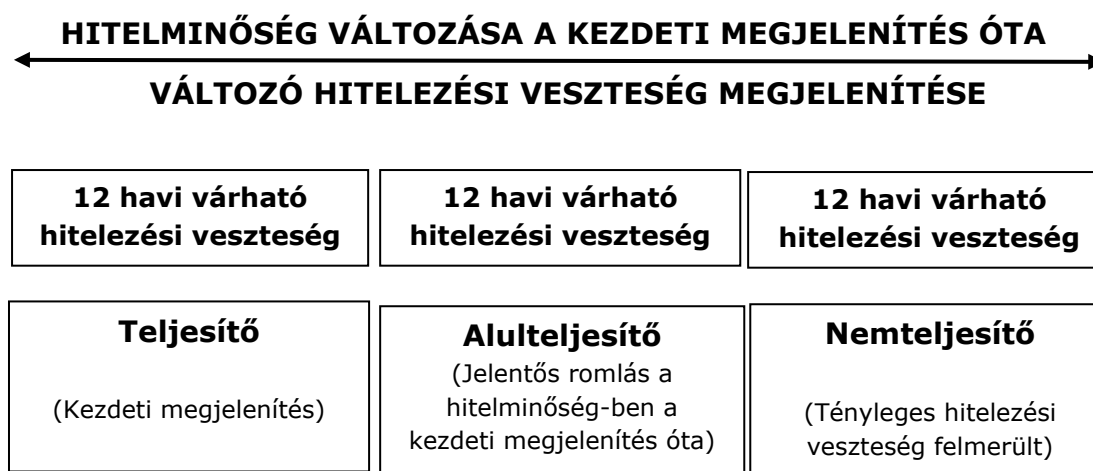 HITELMINŐSÉG VÁLTOZÁSA A KEZDETI MEGJELENÍTÉS ÓTA
VÁLTOZÓ HITELEZÉSI VESZTESÉG MEGJELENÍTÉSE
12 havi várható
hitelezési veszteség
12 havi várható
hitelezési veszteség
12 havi várható
hitelezési veszteség
Teljesítő
(Kezdeti megjelenítés)
Alulteljesítő
(Jelentős romlás a
hitelminőség-ben a
kezdeti megjelenítés óta)
Nemteljesítő
(Tényleges hitelezési
veszteség felmerült)